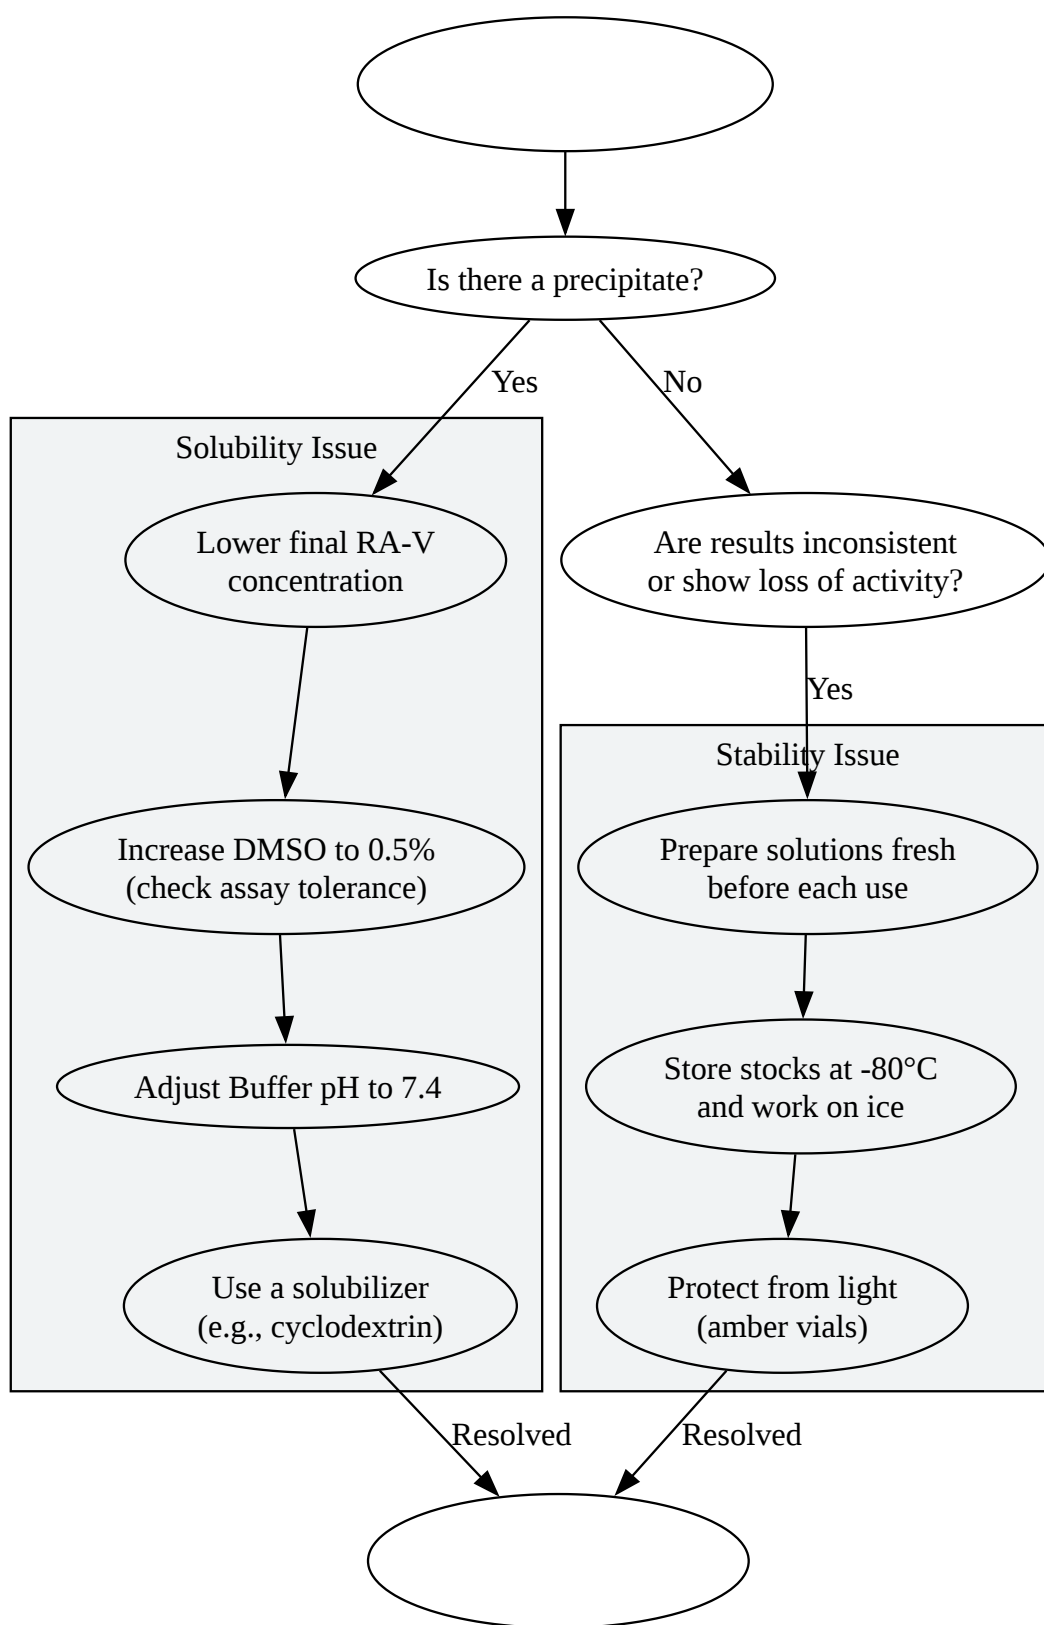 Is there a precipitate?
Yes
No
Solubility Issue
Lower final RA-V
concentration
Are results inconsistent
or show loss of activity?
Yes
Stability Issue
Increase DMSO to 0.5%
(check assay tolerance)
Prepare solutions fresh
before each use
Adjust Buffer pH to 7.4
Store stocks at -80°C
and work on ice
Use a solubilizer
(e.g., cyclodextrin)
Protect from light
(amber vials)
Resolved
Resolved